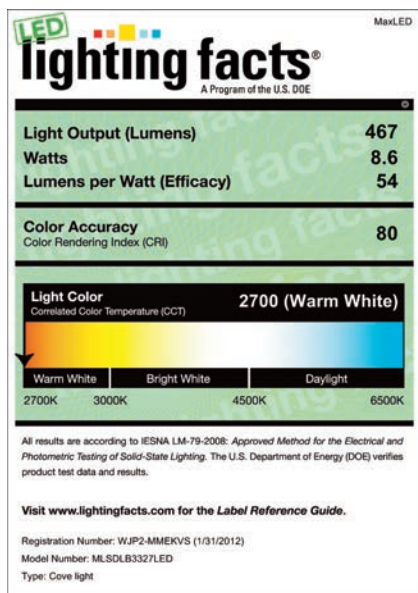 MaxLED
LED
lighting facts®
A Program of the U.S. DOE
Light Output (Lumens) 467
Watts 8.6
Lumens per Watt (Efficacy) 54
Color Accuracy 80
Color Rendering Index (CRI)
Light Color 2700 (Warm White)
Correlated Color Temperature (CCT)
Warm White Bright White Daylight
2700K 3000K 4500K 6500K
All results are according to IESNA LM-79-2008: Approved Method for the Electrical and
Photometric Testing of Solid-State Lighting. The U.S. Department of Energy (DOE) verifies
product test data and results.
Visit www.lightingfacts.com for the Label Reference Guide.
Registration Number: WJP2-MMEKVS (1/31/2012)
Model Number: MLSDLB3327LED
Type: Cove light